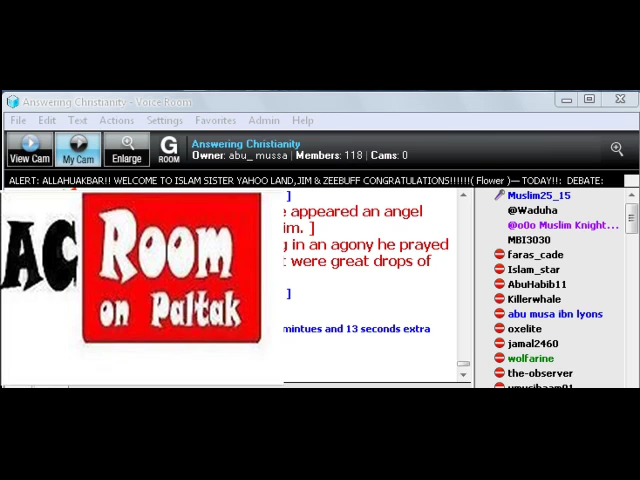 Answering Christianity - Voice Room
File Edit Text Actions Settings Favorites Admin Help
View Cam
My Cam
Enlarge
G
ROOM
Answering Christianity
Owner: abu_ mussa | Members: 118 | Cams: 0
ALERT: ALLAHUAKBAR!! WELCOME TO ISLAM SISTER YAHOO LAND,JIM & ZEEBUFF CONGRATULATIONS!!!!!!( Flower )— TODAY!!: DEBATE:
AC Room
on Paltak
]
e appeared an angel
im. ]
g in an agony he prayed
t were great drops of
]
mintues and 13 seconds extra
Muslim25_15
@Waduha
@o0o Muslim Knight...
MBI3030
faras_cade
Islam_star
AbuHabib11
Killerwhale
abu musa ibn lyons
oxelite
jamal2460
wolfarine
the-observer